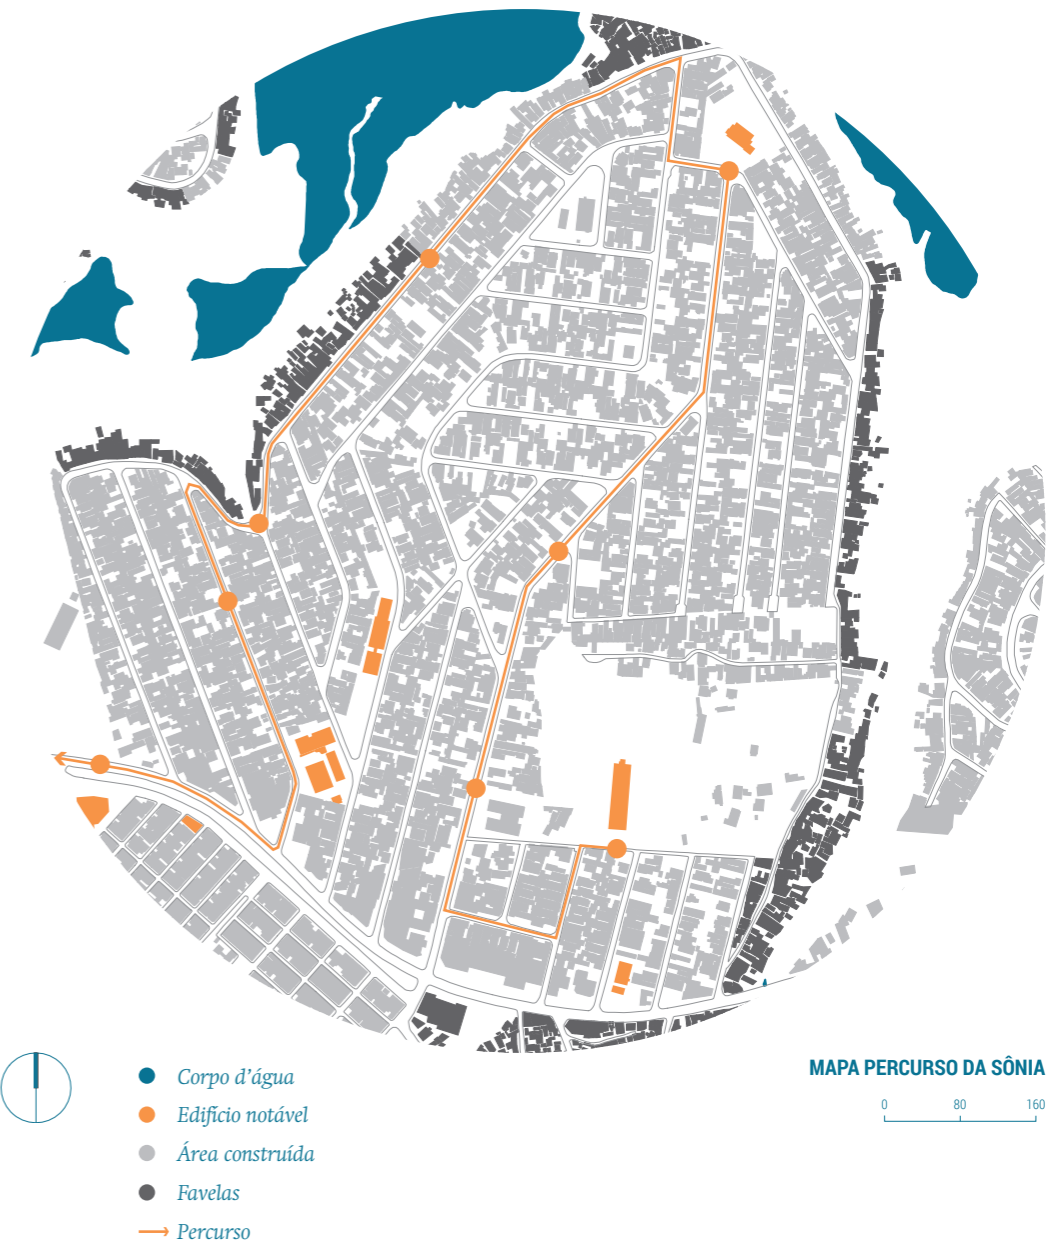 Corpo d'água
Edifício notável
Área construída
Favelas
Percurso
MAPA PERCURSO DA SÔNIA
0 80 160